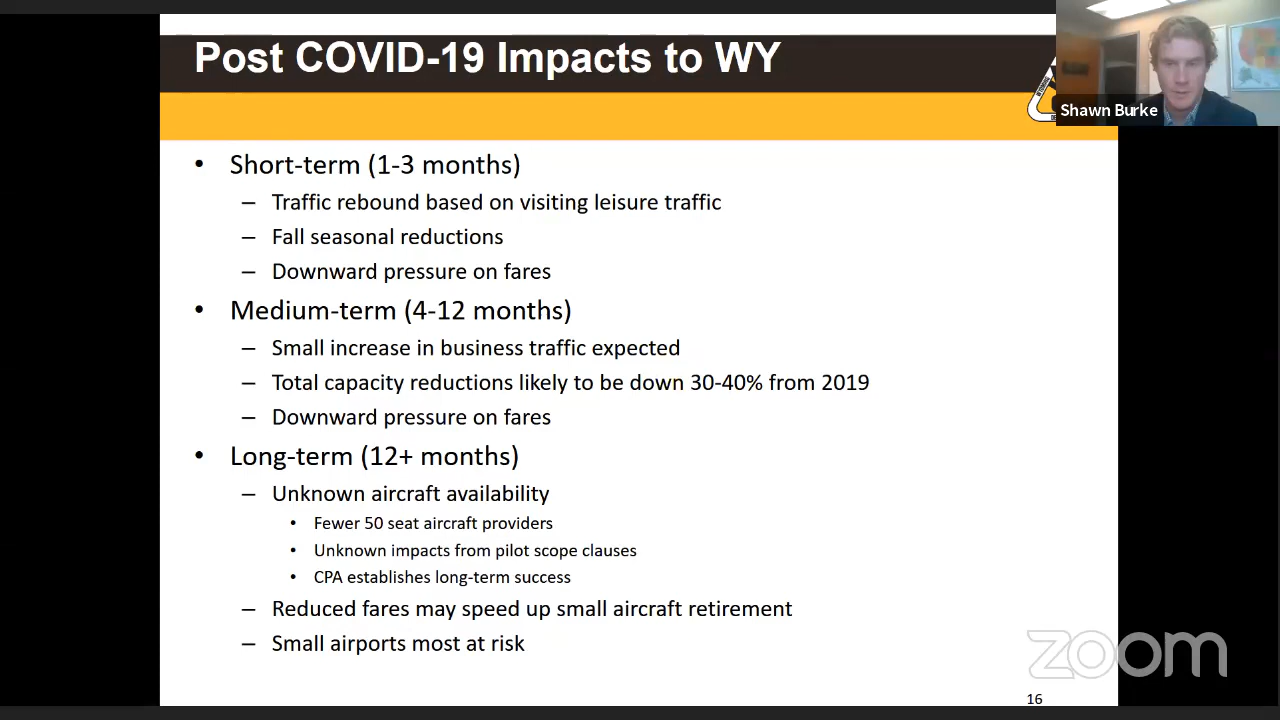 Post COVID-19 Impacts to WY
Shawn Burke
• Short-term (1-3 months)
– Traffic rebound based on visiting leisure traffic
– Fall seasonal reductions
– Downward pressure on fares
• Medium-term (4-12 months)
– Small increase in business traffic expected
– Total capacity reductions likely to be down 30-40% from 2019
– Downward pressure on fares
• Long-term (12+ months)
– Unknown aircraft availability
• Fewer 50 seat aircraft providers
• Unknown impacts from pilot scope clauses
• CPA establishes long-term success
– Reduced fares may speed up small aircraft retirement
– Small airports most at risk
zoom
16